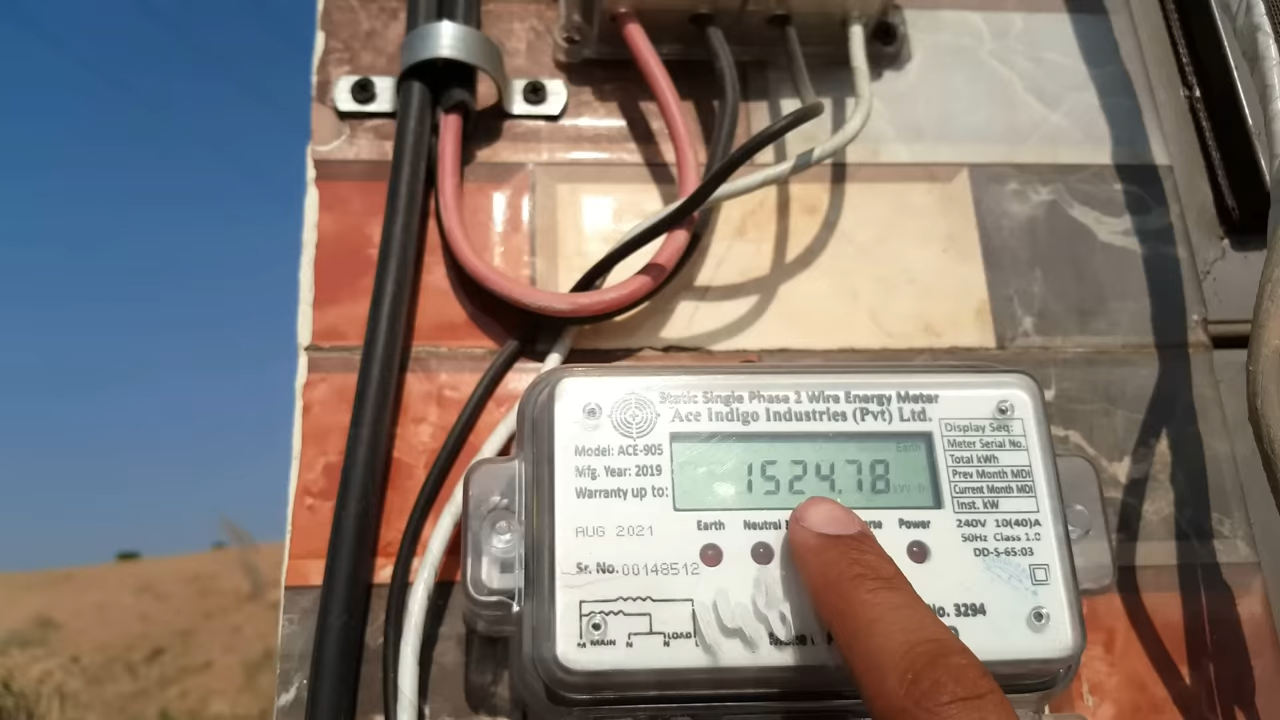 Static Single Phase 2 Wire Energy Meter
Ace Indigo Industries (Pvt) Ltd.
Model: ACE-905
Mfg. Year: 2019
Warranty up to:
AUG 2021
Sr. No. 00148512
Earth
1524.78
kW-h
Earth
Neutral
Power
Display Seq:
Meter Serial No.
Total kWh
Prev Month MDI
Current Month MDI
Inst. kW
240V 10(40)A
50Hz Class 1.0
DD-S-65:03
No. 3294
MAIN N N LOAD